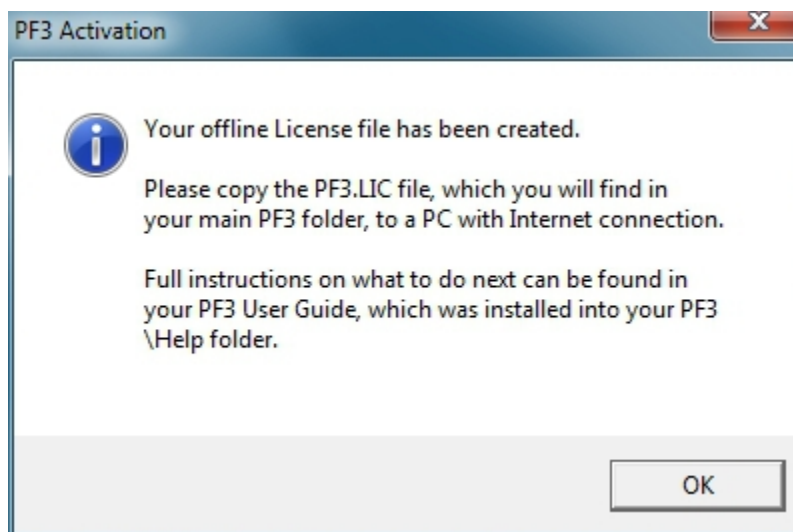 PF3 Activation
Your offline License file has been created.
Please copy the PF3.LIC file, which you will find in
your main PF3 folder, to a PC with Internet connection.
Full instructions on what to do next can be found in
your PF3 User Guide, which was installed into your PF3
\Help folder.
OK